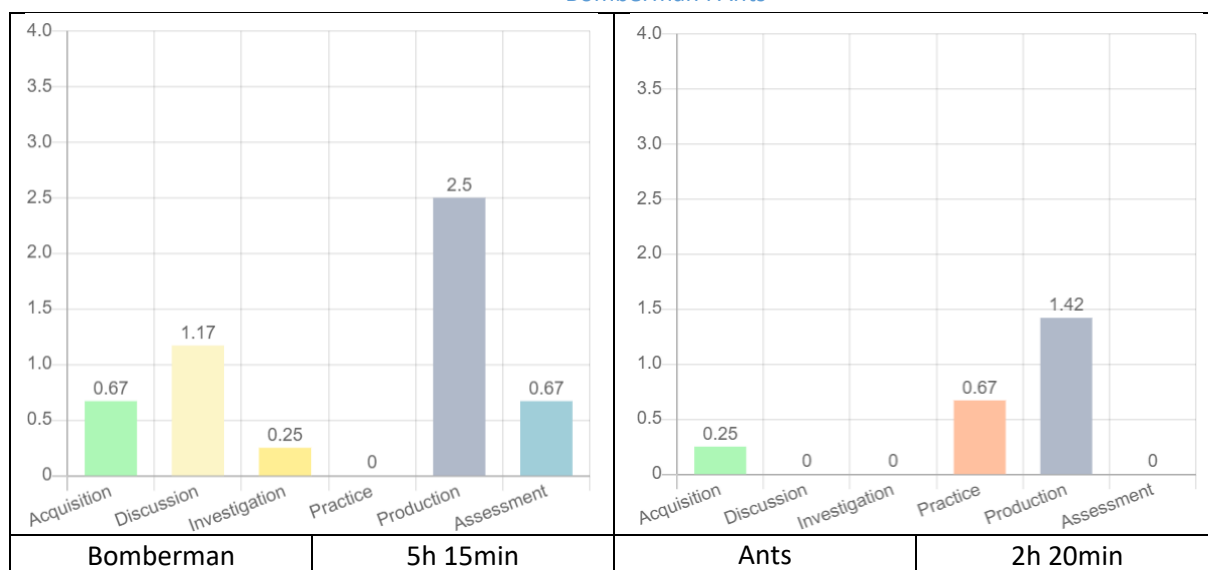 4.0
3.5
3.0
2.5
2.0
1.5
1.0
0.5
0
0.67
1.17
0.25
0
2.5
0.67
Acquisition
Discussion
Investigation
Practice
Production
Assessment
4.0
3.5
3.0
2.5
2.0
1.5
1.0
0.5
0
0.25
0
0
0.67
1.42
0
Acquisition
Discussion
Investigation
Practice
Production
Assessment
Bomberman 5h 15min Ants 2h 20min